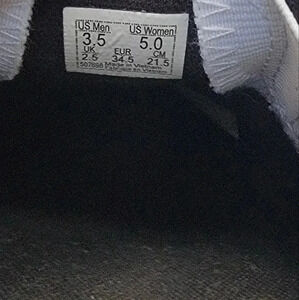 US Men US Women
3.5 5.0
UK EUR CM
2.5 34.5 21.5
Made in Vietnam